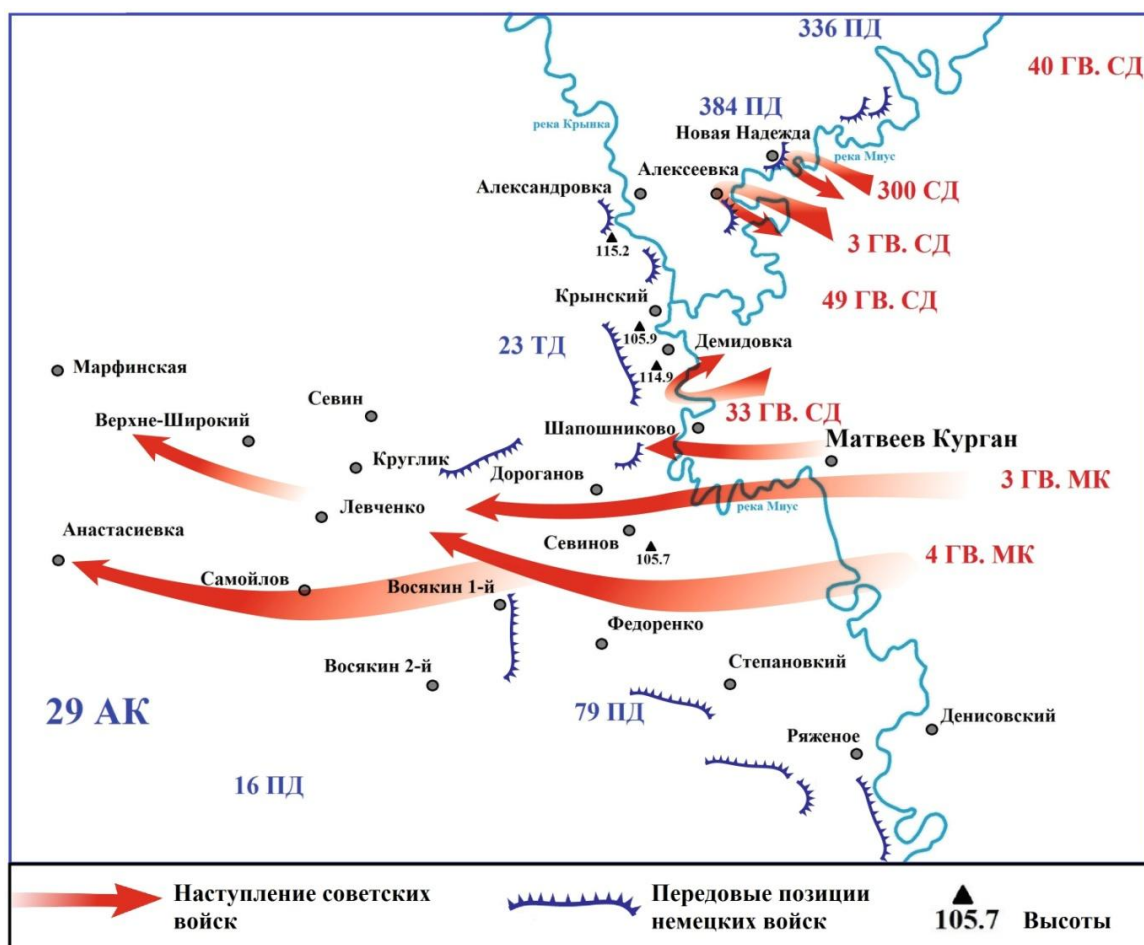 336 ПД
40 ГВ. СД
384 ПД
река Крынка
Новая Надежда
река Миус
Алексеевка
Александровка
300 СД
115.2
3 ГВ. СД
Крынский
49 ГВ. СД
105.9
23 ТД
Демидовка
114.9
Марфинская
Севин
33 ГВ. СД
Верхне-Широкий
Шапошниково
Матвеев Курган
Круглик
Дороганов
3 ГВ. МК
Левченко
река Миус
Анастасиевка
Севинов
105.7
4 ГВ. МК
Самойлов
Восякин 1-й
Федоренко
Восякин 2-й
Степановкий
29 АК
79 ПД
Денисовский
Ряженое
16 ПД
Наступление советских
войск
Передовые позиции
немецких войск
105.7
Высоты